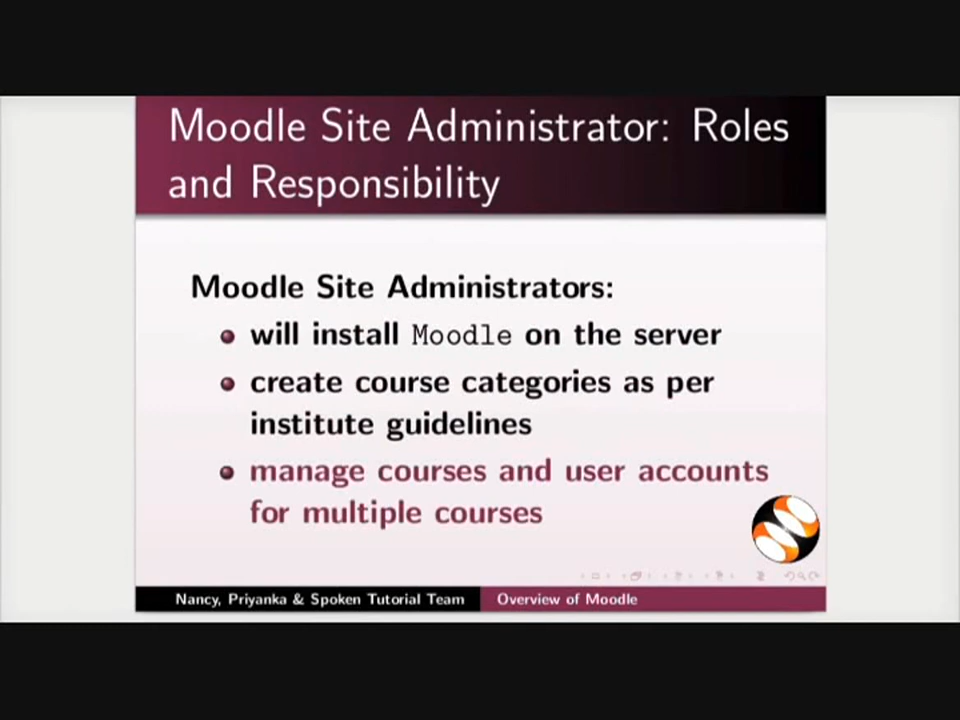 Moodle Site Administrator: Roles
and Responsibility
Moodle Site Administrators:
will install Moodle on the server
create course categories as per
institute guidelines
manage courses and user accounts
for multiple courses
Nancy, Priyanka & Spoken Tutorial Team
Overview of Moodle